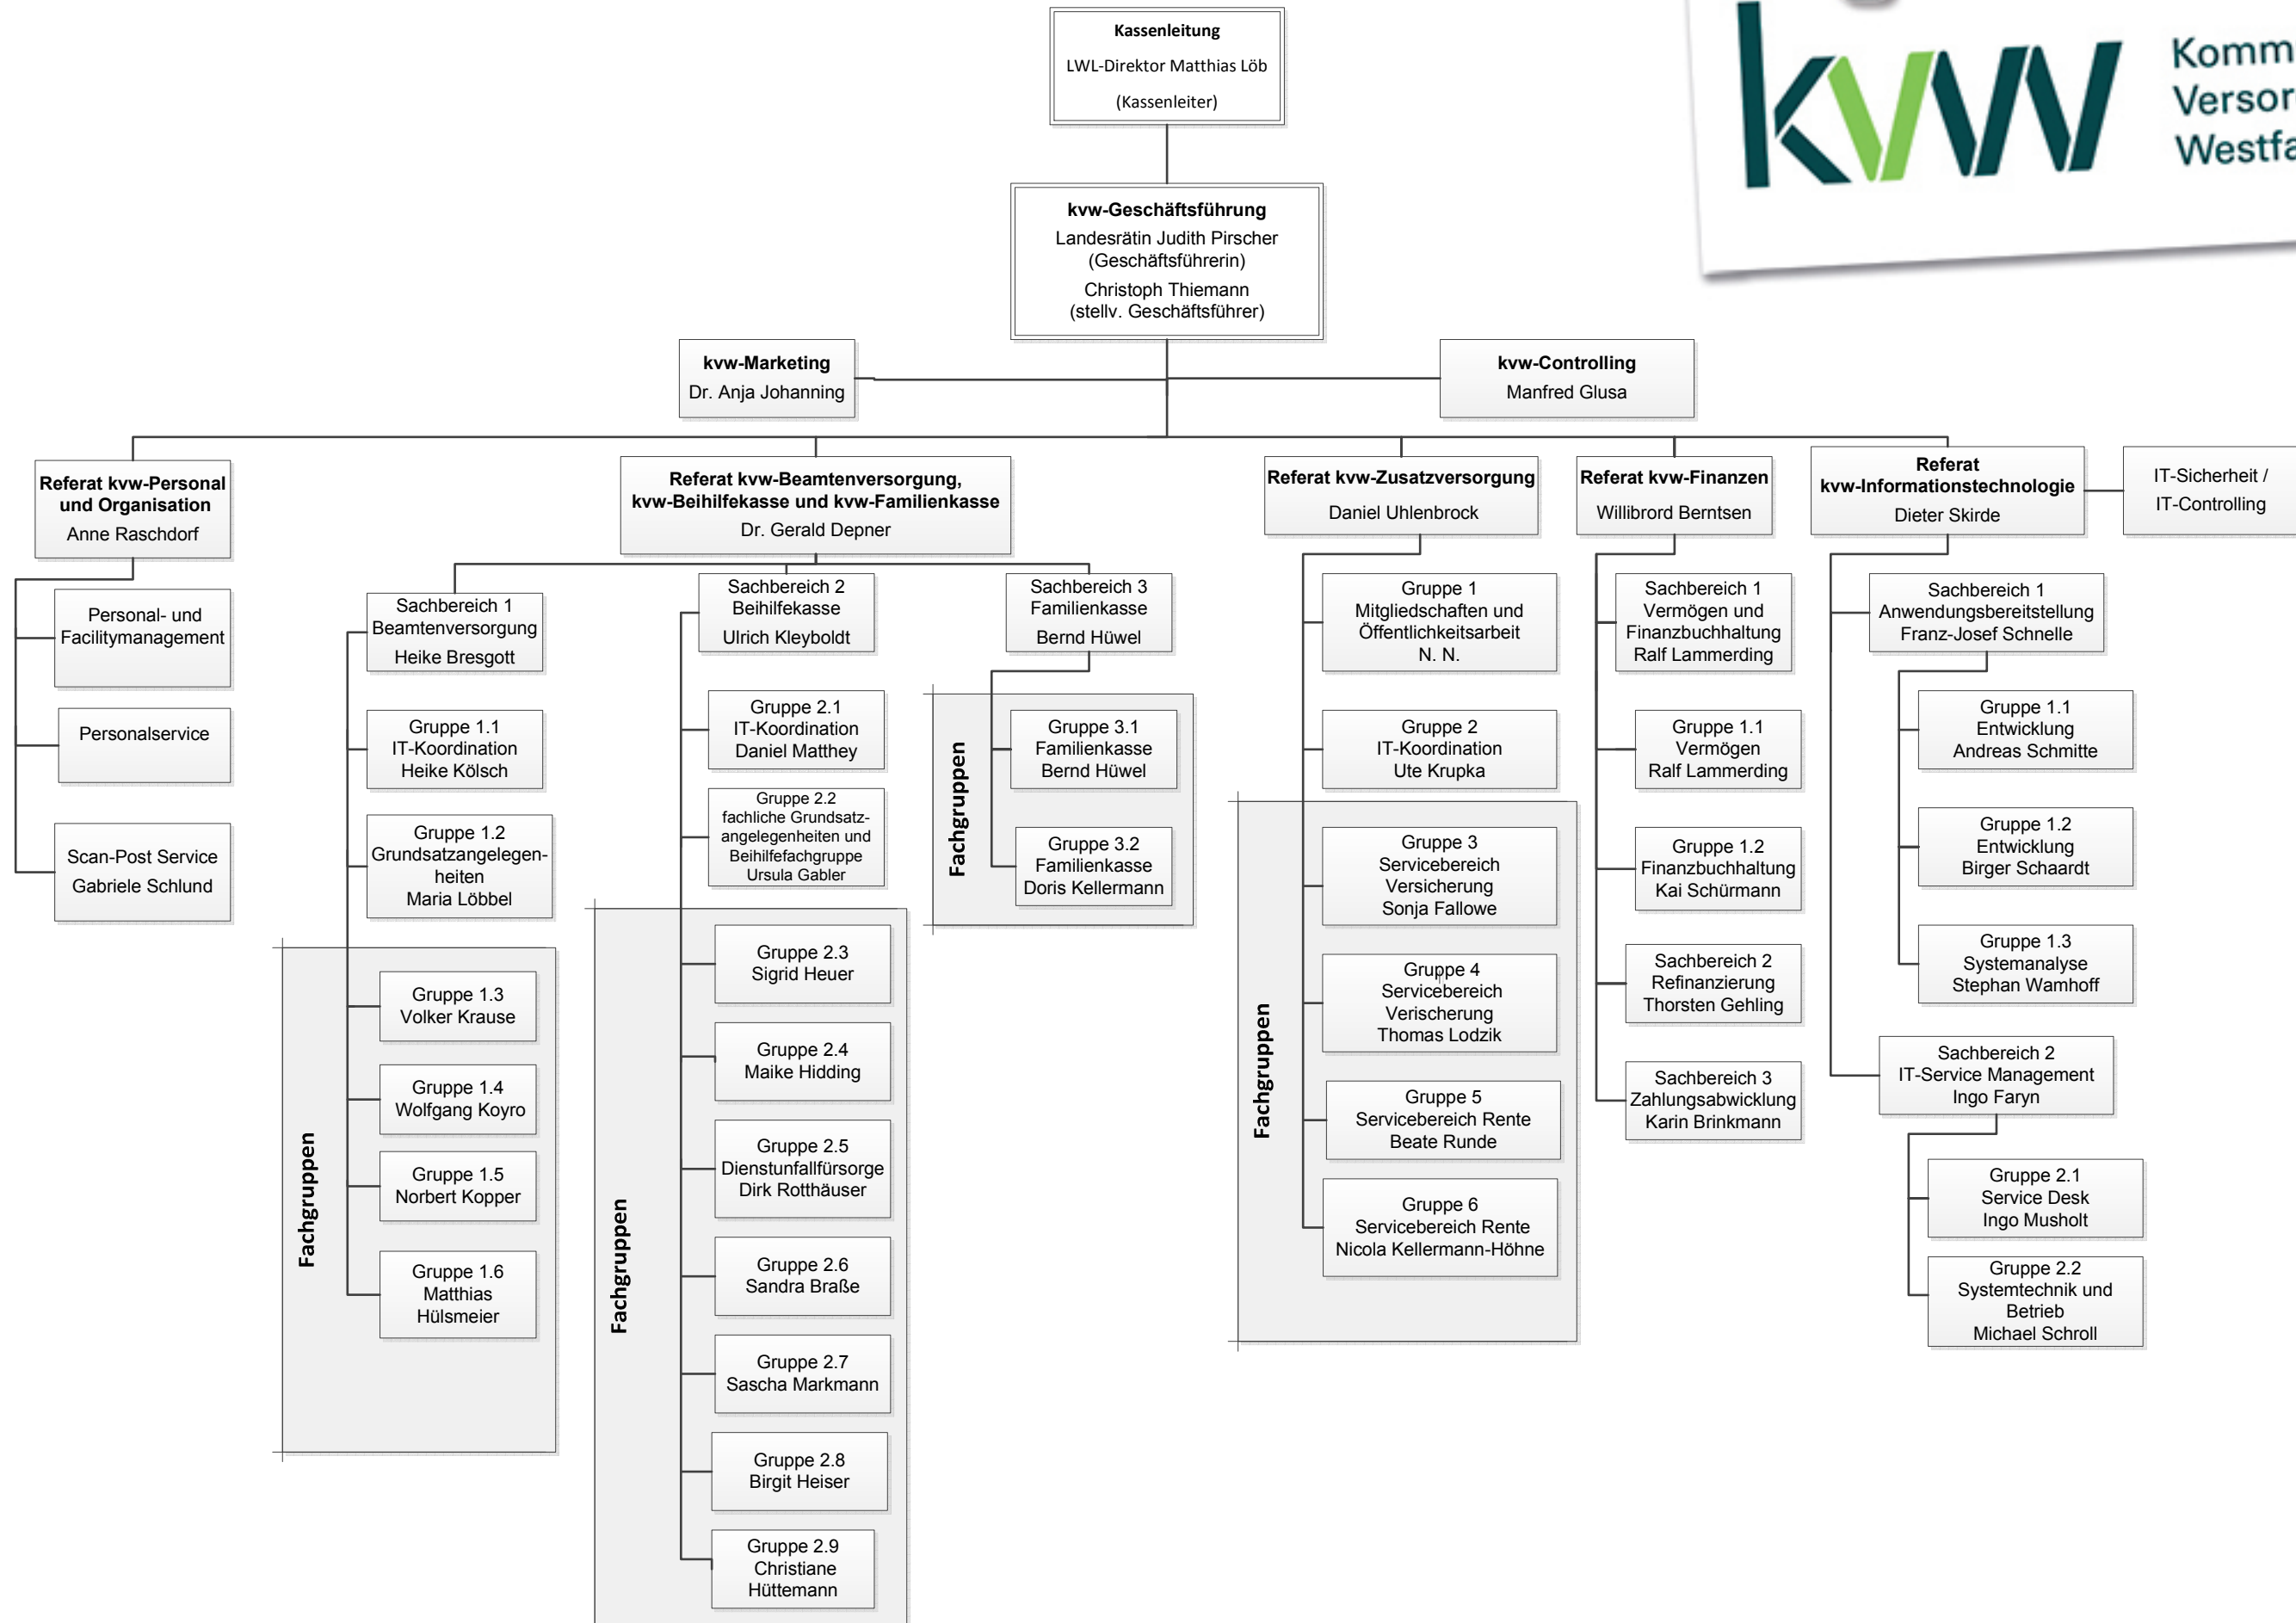 Kassenleitung
LWL-Direktor Matthias Löb
(Kassenleiter)
kvw
Komm
Versor
Westfa
kvw-Geschäftsführung
Landesrätin Judith Pirscher
(Geschäftsführerin)
Christoph Thiemann
(stellv. Geschäftsführer)
kvw-Marketing
Dr. Anja Johanning
kvw-Controlling
Manfred Glusa
Referat kvw-Personal
und Organisation
Anne Raschdorf
Personal- und
Facilitymanagement
Personalservice
Scan-Post Service
Gabriele Schlund
Referat kvw-Beamtenversorgung,
kvw-Beihilfekasse und kvw-Familienkasse
Dr. Gerald Depner
Sachbereich 1
Beamtenversorgung
Heike Bresgott
Gruppe 1.1
IT-Koordination
Heike Kölsch
Gruppe 1.2
Grundsatzangelegen-
heiten
Maria Löbbel
Fachgruppen
Gruppe 1.3
Volker Krause
Gruppe 1.4
Wolfgang Koyro
Gruppe 1.5
Norbert Kopper
Gruppe 1.6
Matthias
Hülsmeier
Sachbereich 2
Beihilfekasse
Ulrich Kleyboldt
Gruppe 2.1
IT-Koordination
Daniel Matthey
Gruppe 2.2
fachliche Grundsatz-
angelegenheiten und
Beihilfefachgruppe
Ursula Gabler
Fachgruppen
Gruppe 2.3
Sigrid Heuer
Gruppe 2.4
Maike Hidding
Gruppe 2.5
Dienstunfallfürsorge
Dirk Rotthäuser
Gruppe 2.6
Sandra Braße
Gruppe 2.7
Sascha Markmann
Gruppe 2.8
Birgit Heiser
Gruppe 2.9
Christiane
Hüttemann
Sachbereich 3
Familienkasse
Bernd Hüwel
Fachgruppen
Gruppe 3.1
Familienkasse
Bernd Hüwel
Gruppe 3.2
Familienkasse
Doris Kellermann
Referat kvw-Zusatzversorgung
Daniel Uhlenbrock
Gruppe 1
Mitgliedschaften und
Öffentlichkeitsarbeit
N. N.
Gruppe 2
IT-Koordination
Ute Krupka
Fachgruppen
Gruppe 3
Servicebereich
Versicherung
Sonja Fallowe
Gruppe 4
Servicebereich
Verischerung
Thomas Lodzik
Gruppe 5
Servicebereich Rente
Beate Runde
Gruppe 6
Servicebereich Rente
Nicola Kellermann-Höhne
Referat kvw-Finanzen
Willibrord Berntsen
Sachbereich 1
Vermögen und
Finanzbuchhaltung
Ralf Lammerding
Gruppe 1.1
Vermögen
Ralf Lammerding
Gruppe 1.2
Finanzbuchhaltung
Kai Schürmann
Sachbereich 2
Refinanzierung
Thorsten Gehling
Sachbereich 3
Zahlungsabwicklung
Karin Brinkmann
Referat
kvw-Informationstechnologie
Dieter Skirde
IT-Sicherheit /
IT-Controlling
Sachbereich 1
Anwendungsbereitstellung
Franz-Josef Schnelle
Gruppe 1.1
Entwicklung
Andreas Schmitte
Gruppe 1.2
Entwicklung
Birger Schaardt
Gruppe 1.3
Systemanalyse
Stephan Wamhoff
Sachbereich 2
IT-Service Management
Ingo Faryn
Gruppe 2.1
Service Desk
Ingo Musholt
Gruppe 2.2
Systemtechnik und
Betrieb
Michael Schroll